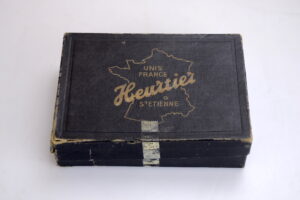 UNIS
FRANCE
Heurtier
A
ST ETIENNE